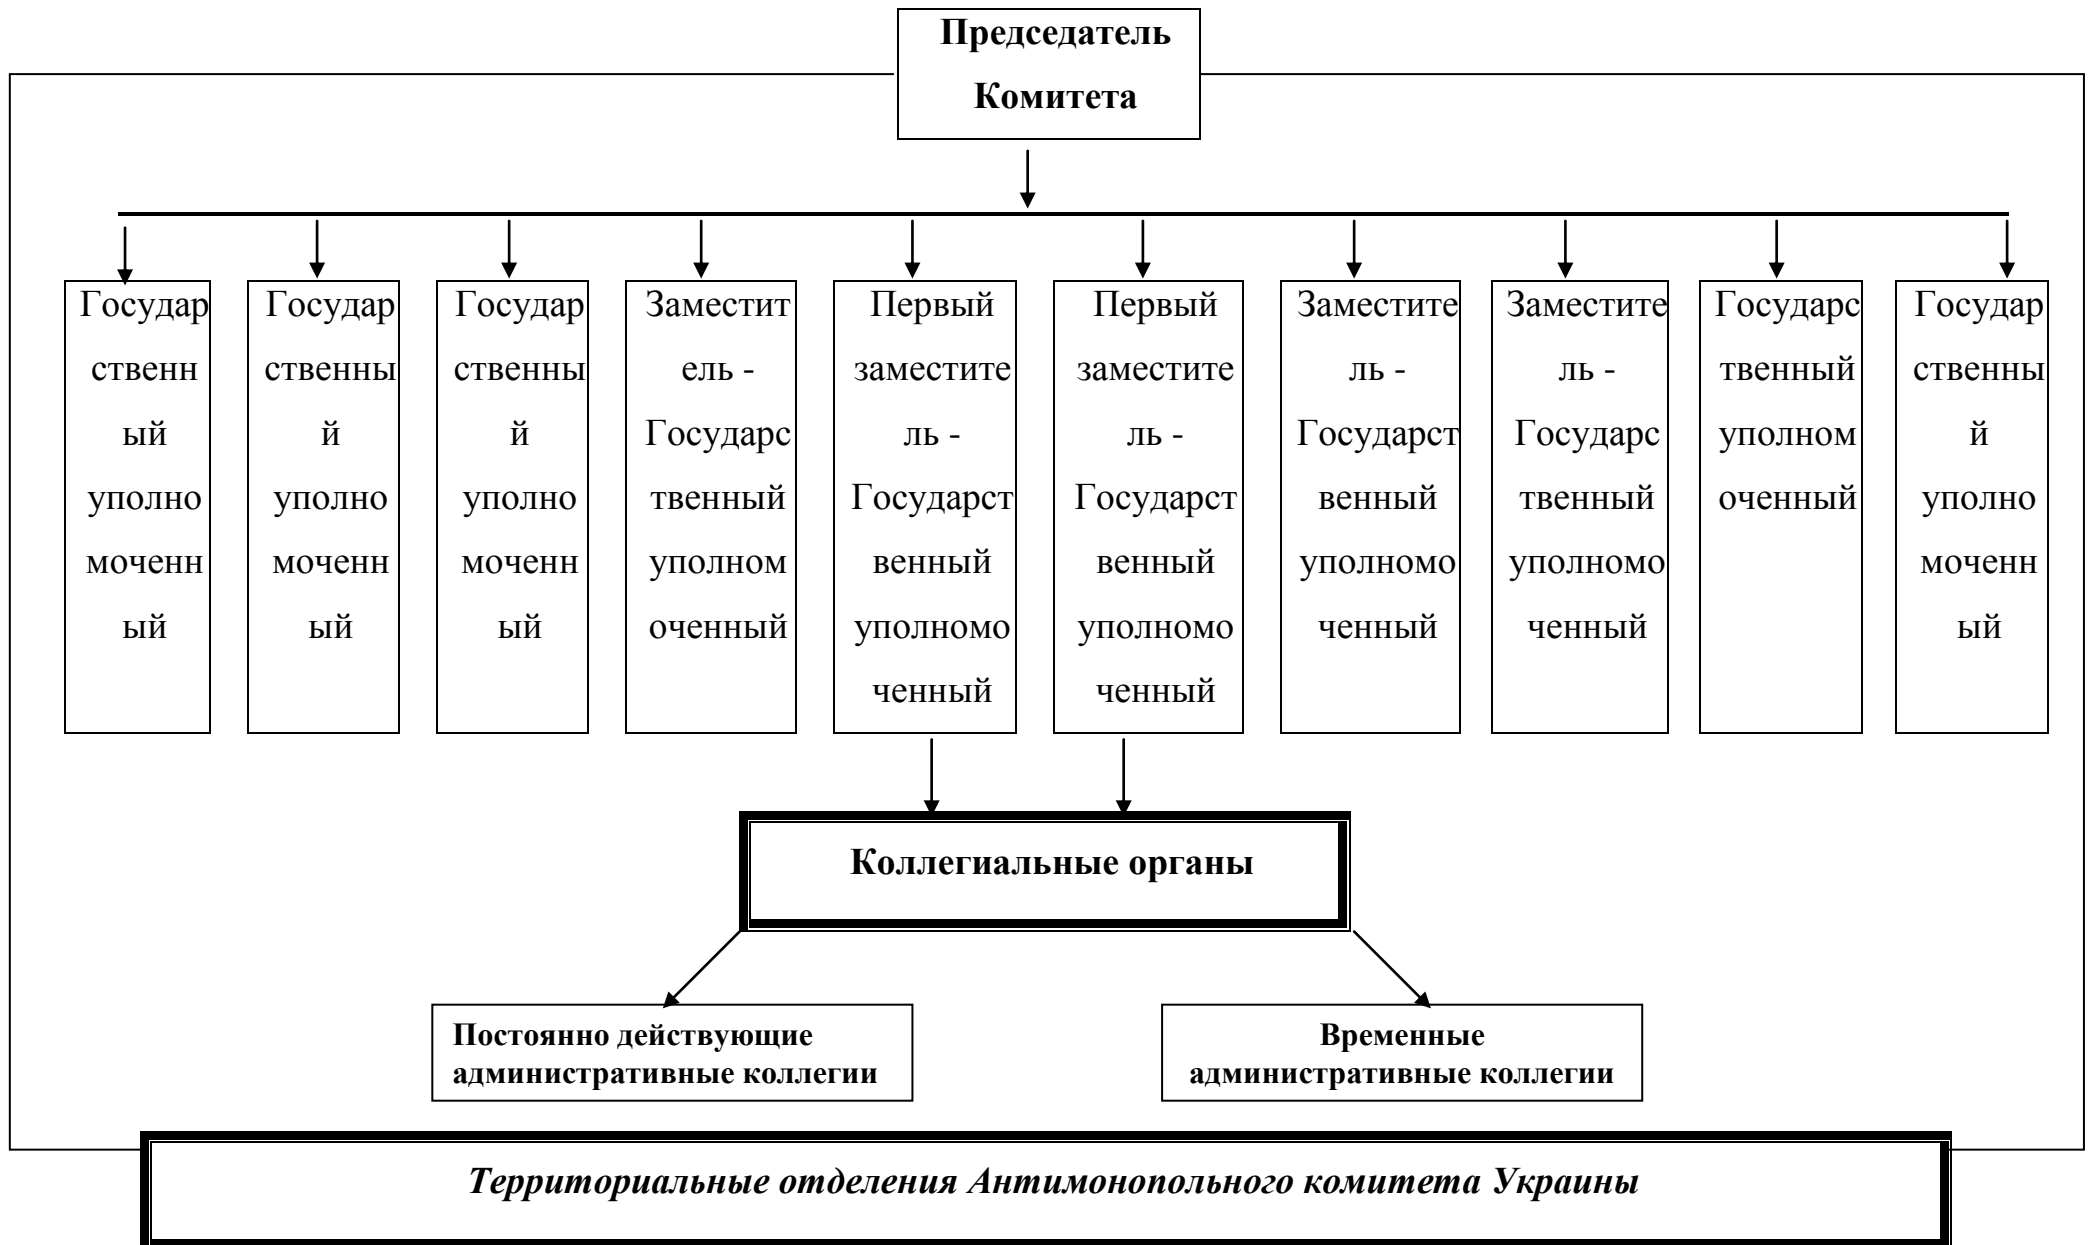 Председатель
Комитета
Государ
ственн
ый
уполно
моченн
ый
Государ
ственны
й
уполно
моченн
ый
Государ
ственны
й
уполно
моченн
ый
Заместит
ель -
Государс
твенный
уполном
оченный
Первый
заместите
ль -
Государст
венный
уполномо
ченный
Первый
заместите
ль -
Государст
венный
уполномо
ченный
Заместите
ль -
Государст
венный
уполномо
ченный
Заместите
ль -
Государс
твенный
уполномо
ченный
Государс
твенный
уполном
оченный
Государ
ственны
й
уполно
моченн
ый
Коллегиальные органы
Постоянно действующие
административные коллегии
Временные
административные коллегии
Территориальные отделения Антимонопольного комитета Украины